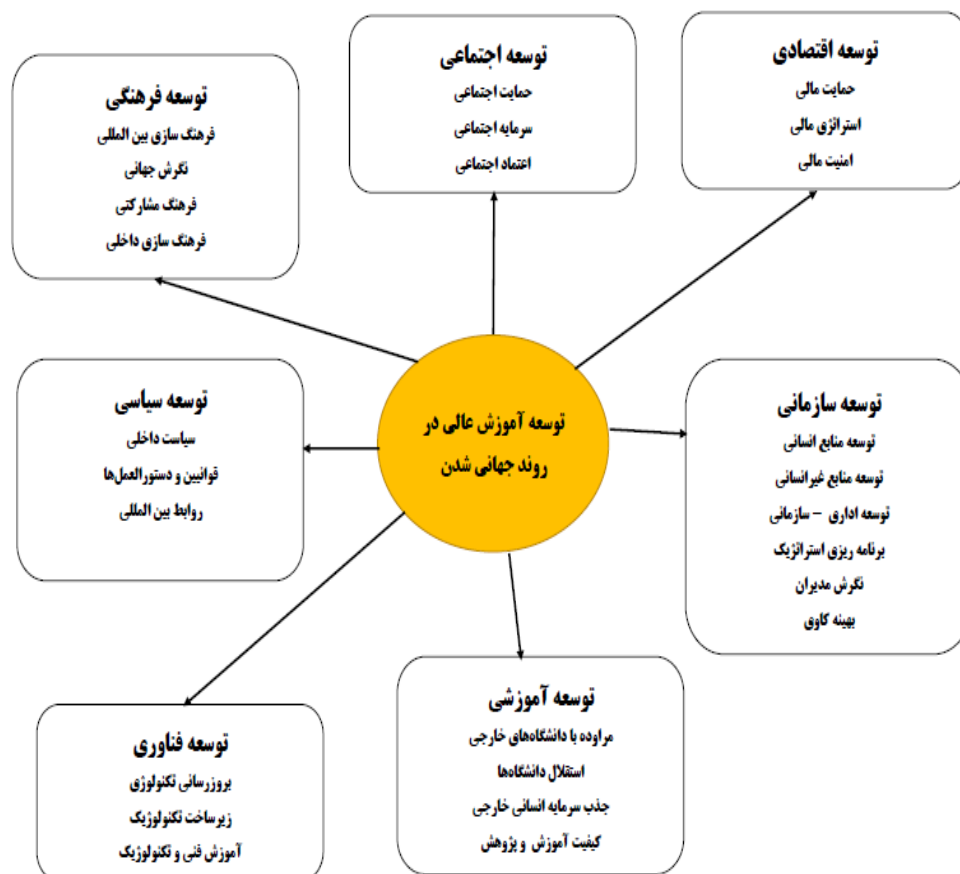 توسعه اقتصادی
حمایت مالی
استراتژی مالی
امنیت مالی
توسعه اجتماعی
حمایت اجتماعی
سرمایه اجتماعی
اعتماد اجتماعی
توسعه فرهنگی
فرهنگ سازی بین المللی
نگرش جهانی
فرهنگ مشارکتی
فرهنگ سازی داخلی
توسعه آموزش عالی در
روند جهانی شدن
توسعه سازمانی
توسعه منابع انسانی
توسعه منابع غیرانسانی
توسعه اداری – سازمانی
برنامه ریزی استراتژیک
نگرش مدیران
بهینه کاوی
توسعه سیاسی
سیاست داخلی
قوانیین و دستورالعمل‌ها
روابط بین المللی
توسعه آموزشی
مراوده با دانشگاه‌های خارجی
استقلال دانشگاه‌ها
جذب سرمایه انسانی خارجی
کیفیت آموزش و پژوهش
توسعه فناوری
بروزرسانی تکنولوژی
زیرساخت تکنولوژیک
آموزش فنی و تکنولوژیک